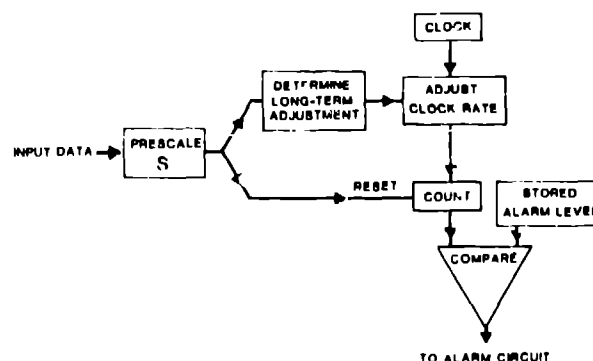 CLOCK
DETERMINE
LONG-TERM
ADJUSTMENT
ADJUST
CLOCK RATE
INPUT DATA
PRESCALE
S
RESET
COUNT
STORED
ALARM LEVEL
COMPARE
TO ALARM CIRCUIT